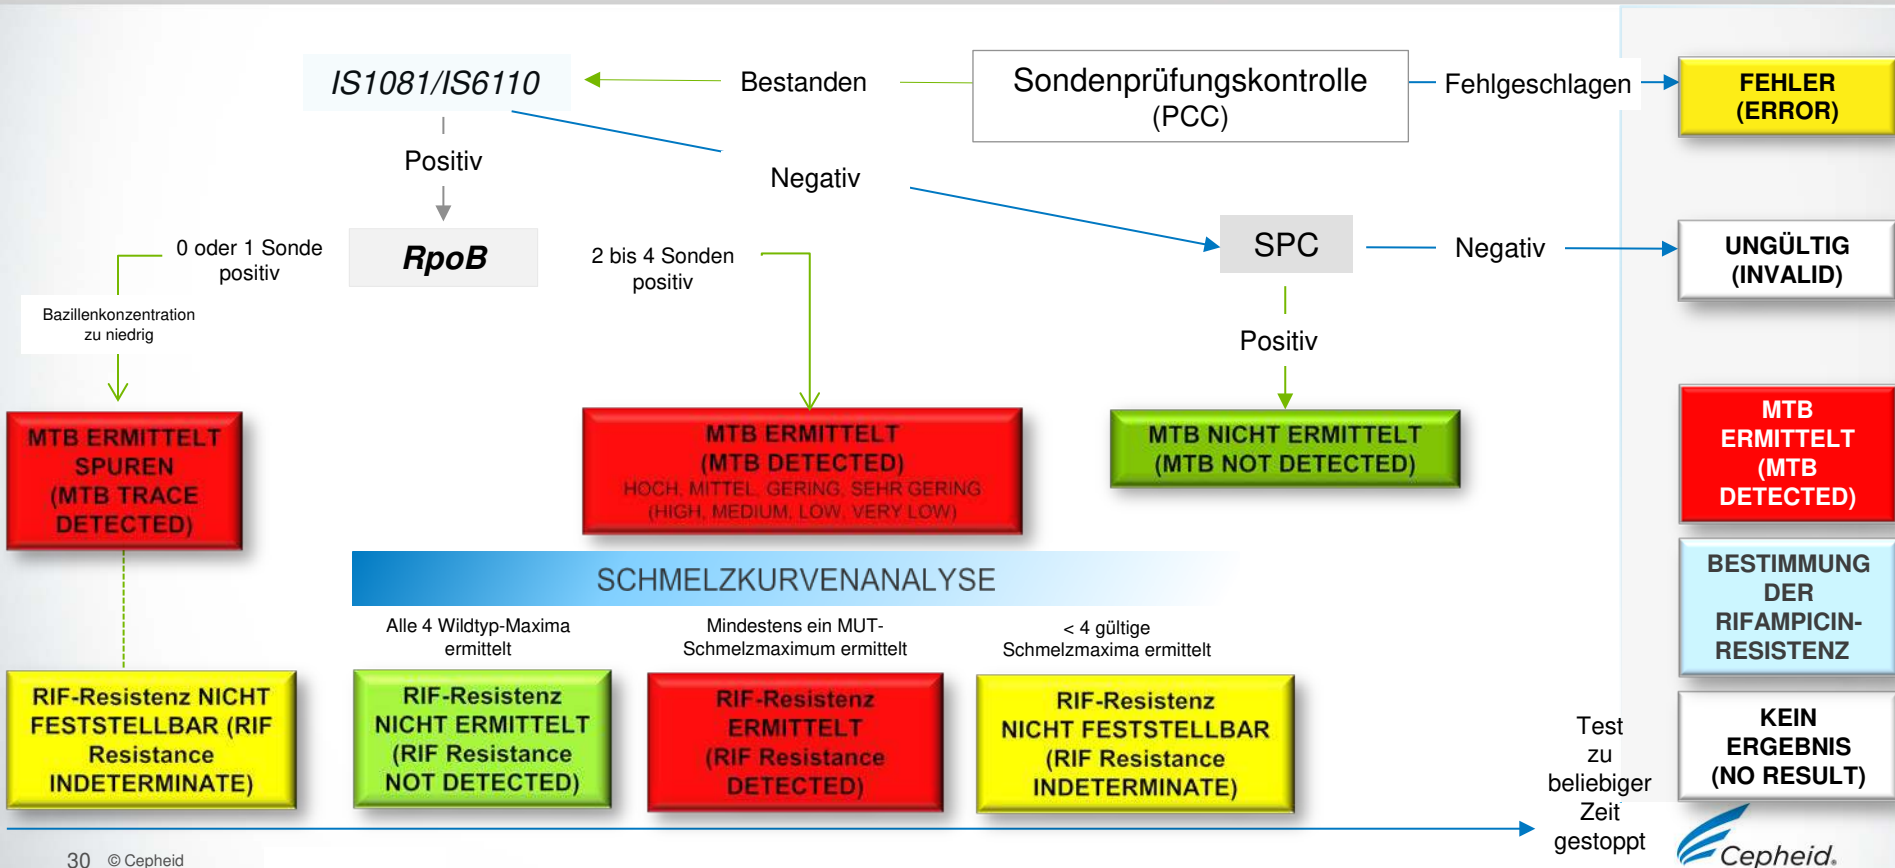 IS1081/IS6110
Bestanden
Sondenprüfungskontrolle
(PCC)
Fehlgeschlagen
FEHLER
(ERROR)
Positiv
Negativ
0 oder 1 Sonde
positiv
RpoB
2 bis 4 Sonden
positiv
SPC
Negativ
UNGÜLTIG
(INVALID)
Bazillenkonzentration
zu niedrig
Positiv
MTB ERMITTELT
SPUREN
(MTB TRACE
DETECTED)
MTB ERMITTELT
(MTB DETECTED)
HOCH, MITTEL, GERING, SEHR GERING
(HIGH, MEDIUM, LOW, VERY LOW)
MTB NICHT ERMITTELT
(MTB NOT DETECTED)
MTB
ERMITTELT
(MTB
DETECTED)
SCHMELZKURVENANALYSE
BESTIMMUNG
DER
RIFAMPICIN-
RESISTENZ
Alle 4 Wildtyp-Maxima
ermittelt
Mindestens ein MUT-
Schmelzmaximum ermittelt
< 4 gültige
Schmelzmaxima ermittelt
RIF-Resistenz NICHT
FESTSTELLBAR (RIF
Resistance
INDETERMINATE)
RIF-Resistenz
NICHT ERMITTELT
(RIF Resistance
NOT DETECTED)
RIF-Resistenz
ERMITTELT
(RIF Resistance
DETECTED)
RIF-Resistenz
NICHT FESTSTELLBAR
(RIF Resistance
INDETERMINATE)
Test
zu
beliebiger
Zeit
gestoppt
KEIN
ERGEBNIS
(NO RESULT)
30 © Cepheid
Cepheid.